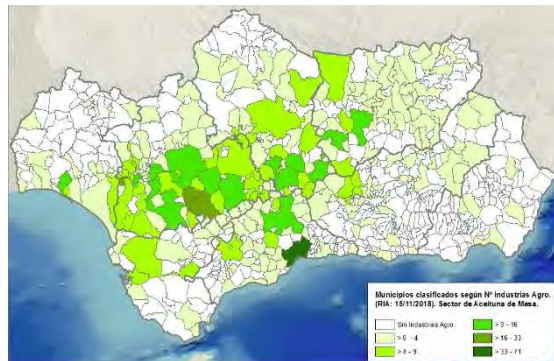 Municipios clasificados según Nº Industrias Agro.
(RIA: 15/11/2018). Sector de Aceituna de Mesa.
Sin Industrias Agro.
> 0 - 4
> 4 - 9
> 9 - 16
> 16 - 33
> 33 - 71